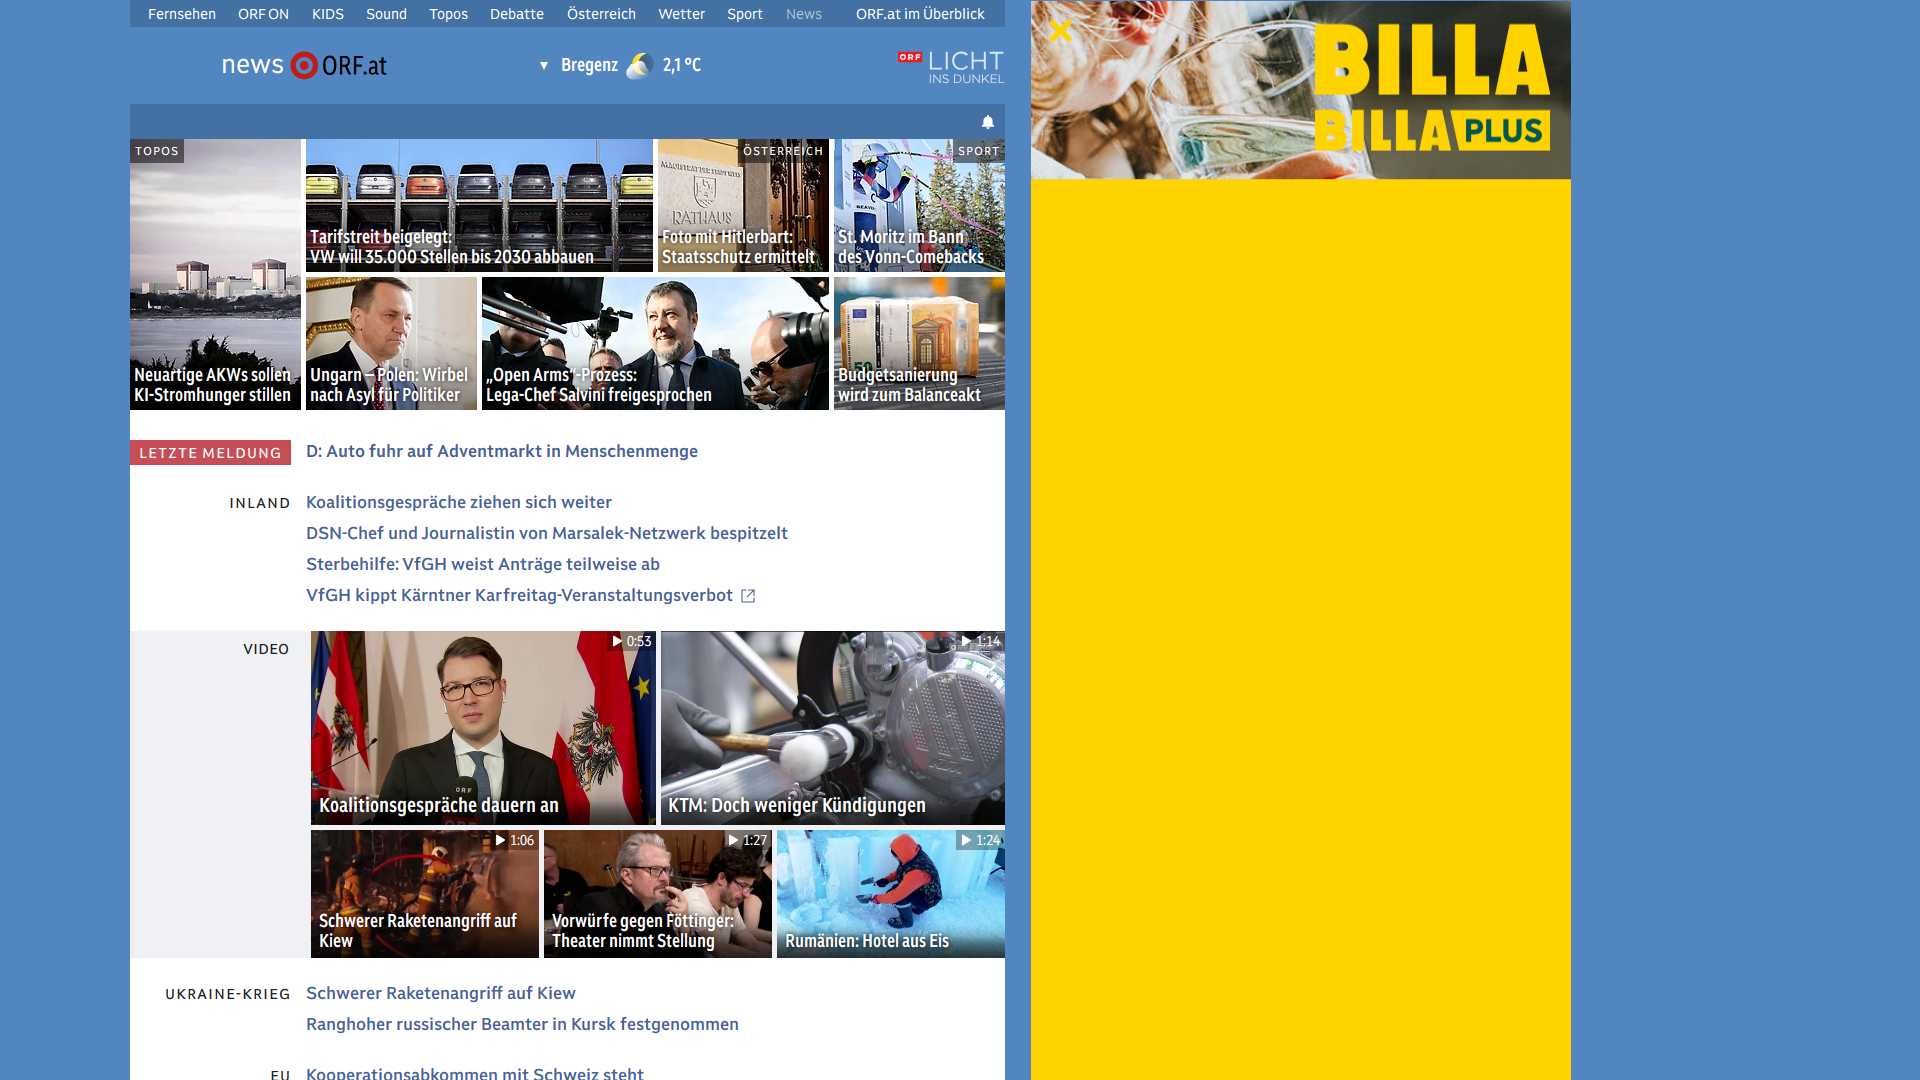 Fernsehen ORF ON KIDS Sound Topos Debatte Österreich Wetter Sport News ORF.at im Überblick
news ORF.at
Bregenz 2,1 °C
ORF LICHT
INS DUNKEL
TOPOS
Neuartige AKWs sollen
KI-Stromhunger stillen
Tarifstreit beigelegt:
VW will 35.000 Stellen bis 2030 abbauen
ÖSTERREICH
RATHAUS
Foto mit Hitlerbart:
Staatsschutz ermittelt
SPORT
St. Moritz im Bann
des Vonn-Comebacks
Ungarn – Polen: Wirbel
nach Asyl für Politiker
„Open Arms“-Prozess:
Lega-Chef Salvini freigesprochen
50
Budgetsanierung
wird zum Balanceakt
LETZTE MELDUNG
D: Auto fuhr auf Adventmarkt in Menschenmenge
INLAND
Koalitionsgespräche ziehen sich weiter
DSN-Chef und Journalistin von Marsalek-Netzwerk bespitzelt
Sterbehilfe: VfGH weist Anträge teilweise ab
VfGH kippt Kärntner Karfreitag-Veranstaltungsverbot
VIDEO
0:53
ORF
Koalitionsgespräche dauern an
1:14
KTM: Doch weniger Kündigungen
1:06
Schwerer Raketenangriff auf
Kiew
1:27
Vorwürfe gegen Föttinger:
Theater nimmt Stellung
1:24
Rumänien: Hotel aus Eis
UKRAINE-KRIEG
Schwerer Raketenangriff auf Kiew
Ranghoher russischer Beamter in Kursk festgenommen
EU
Kooperationsabkommen mit Schweiz steht
BILLA
BILLA PLUS